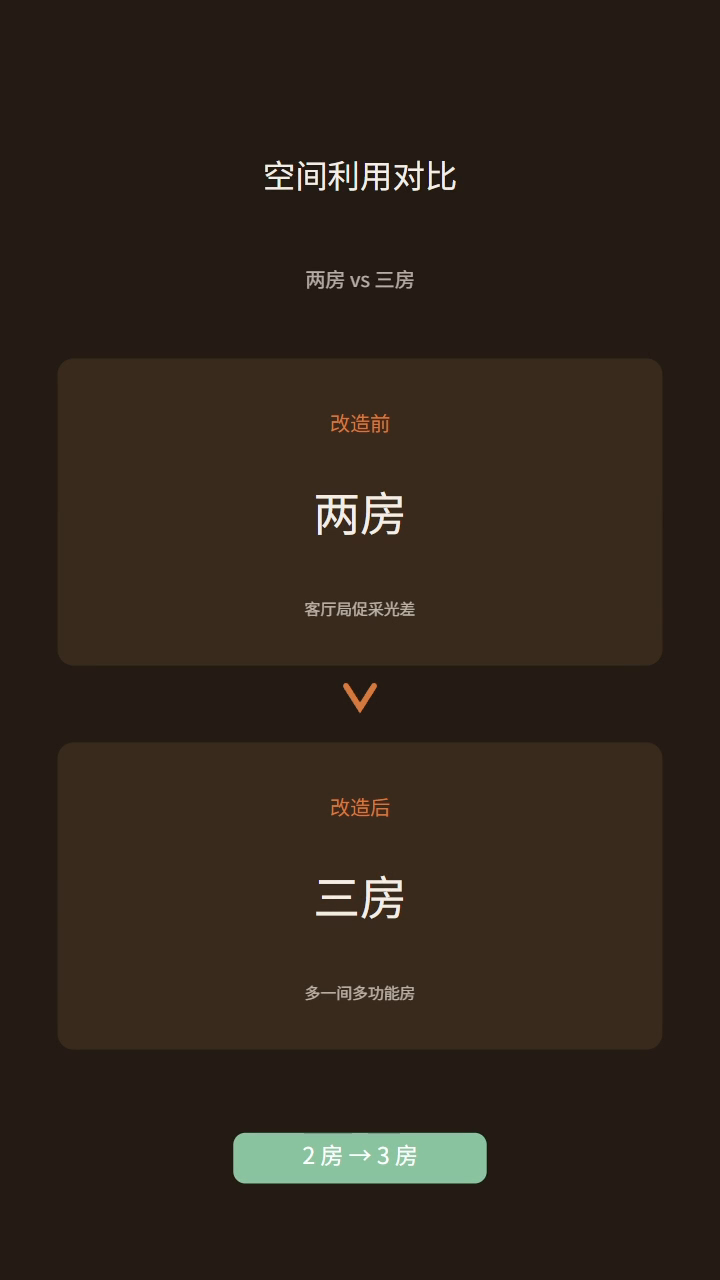 空间利用对比
两房 vs 三房
改造前
两房
客厅局促采光差
改造后
三房
多一间多功能房
2 房 → 3 房